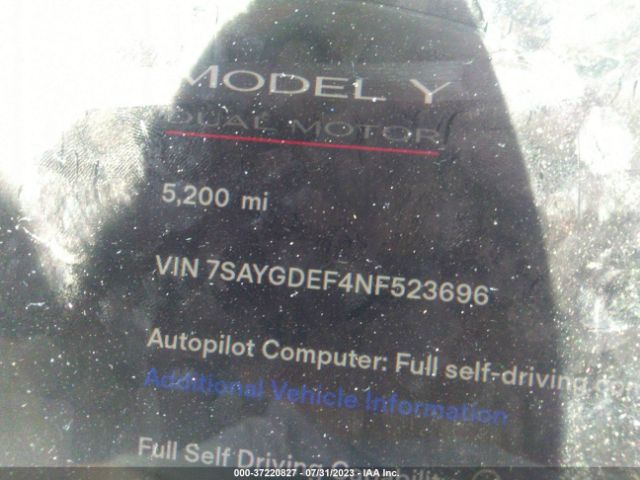 MODEL Y
DUAL MOTOR
5,200 mi
VIN 7SAYGDEF4NF523696
Autopilot Computer: Full self-driving
Additional Vehicle Information
Full Self Driving Capability
000-37220827 - 07/31/2023 - IAA Inc.